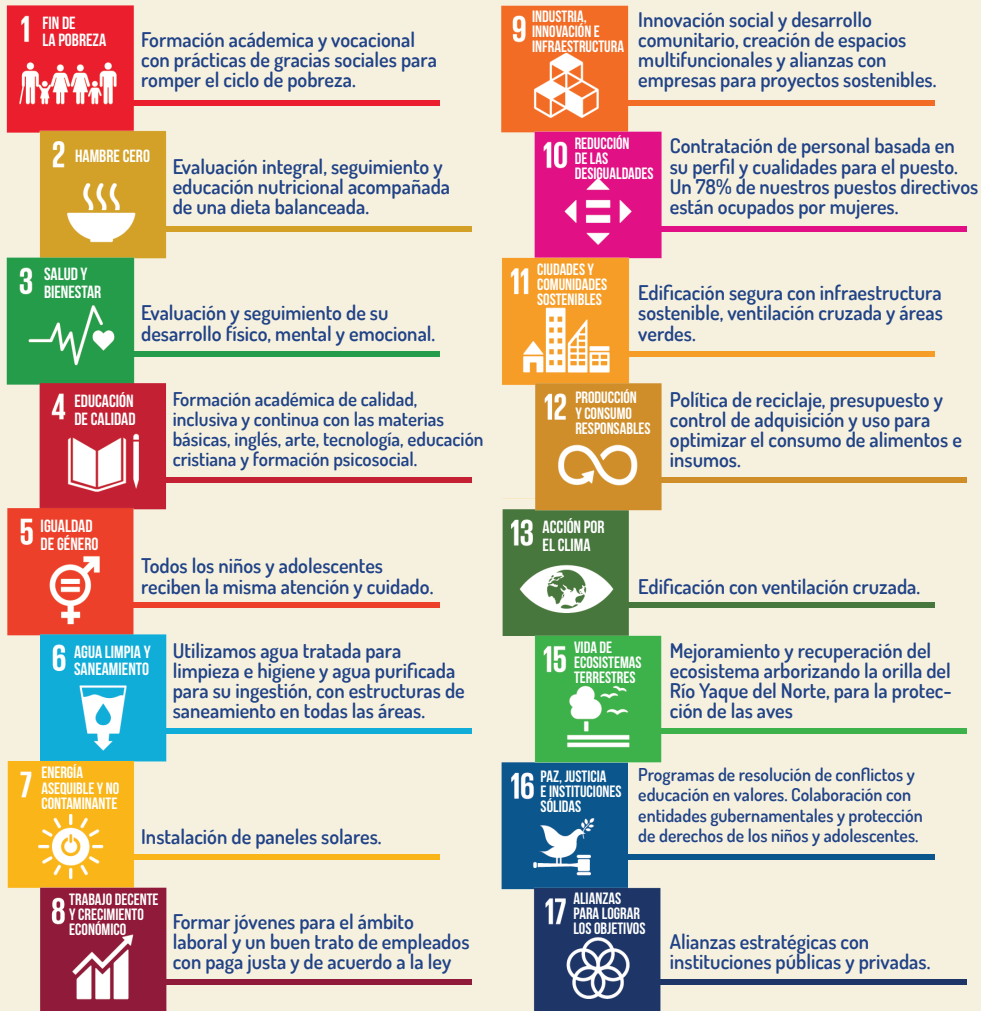 1 FIN DE
LA POBREZA
Formación acádemica y vocacional
con prácticas de gracias sociales para
romper el ciclo de pobreza.
2 HAMBRE CERO
Evaluación integral, seguimiento y
educación nutricional acompañada
de una dieta balanceada.
3 SALUD Y
BIENESTAR
Evaluación y seguimiento de su
desarrollo físico, mental y emocional.
4 EDUCACIÓN
DE CALIDAD
Formación académica de calidad,
inclusiva y continua con las materias
básicas, inglés, arte, tecnología, educación
cristiana y formación psicosocial.
5 IGUALDAD
DE GÉNERO
Todos los niños y adolescentes
reciben la misma atención y cuidado.
6 AGUA LIMPIA Y
SANEAMIENTO
Utilizamos agua tratada para
limpieza e higiene y agua purificada
para su ingestión, con estructuras de
saneamiento en todas las áreas.
7 ENERGÍA
ASEQUIBLE Y NO
CONTAMINANTE
Instalación de paneles solares.
8 TRABAJO DECENTE
Y CRECIMIENTO
ECONÓMICO
Formar jóvenes para el ámbito
laboral y un buen trato de empleados
con paga justa y de acuerdo a la ley
9 INDUSTRIA,
INNOVACIÓN E
INFRAESTRUCTURA
Innovación social y desarrollo
comunitario, creación de espacios
multifuncionales y alianzas con
empresas para proyectos sostenibles.
10 REDUCCIÓN
DE LAS
DESIGUALDADES
Contratación de personal basada en
su perfil y cualidades para el puesto.
Un 78% de nuestros puestos directivos
están ocupados por mujeres.
11 CIUDADES Y
COMUNIDADES
SOSTENIBLES
Edificación segura con infraestructura
sostenible, ventilación cruzada y áreas
verdes.
12 PRODUCCIÓN
Y CONSUMO
RESPONSABLES
Política de reciclaje, presupuesto y
control de adquisición y uso para
optimizar el consumo de alimentos e
insumos.
13 ACCIÓN POR
EL CLIMA
Edificación con ventilación cruzada.
15 VIDA DE
ECOSISTEMAS
TERRESTRES
Mejoramiento y recuperación del
ecosistema arborizando la orilla del
Río Yaque del Norte, para la protec-
ción de las aves
16 PAZ, JUSTICIA
E INSTITUCIONES
SÓLIDAS
Programas de resolución de conflictos y
educación en valores. Colaboración con
entidades gubernamentales y protección
de derechos de los niños y adolescentes.
17 ALIANZAS
PARA LOGRAR
LOS OBJETIVOS
Alianzas estratégicas con
instituciones públicas y privadas.